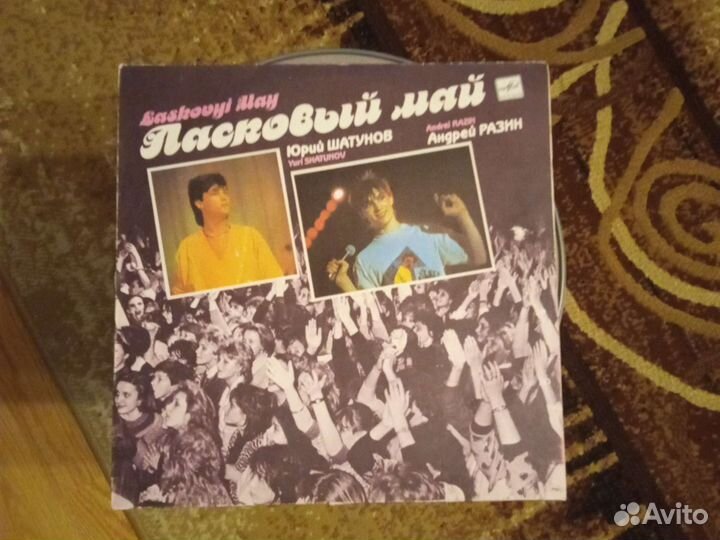 Laskovyi May
Ласковый май
Юрий ШАТУНОВ
Yuri SHATUNOV
Andrei RAZIN
Андрей РАЗИН
Avito